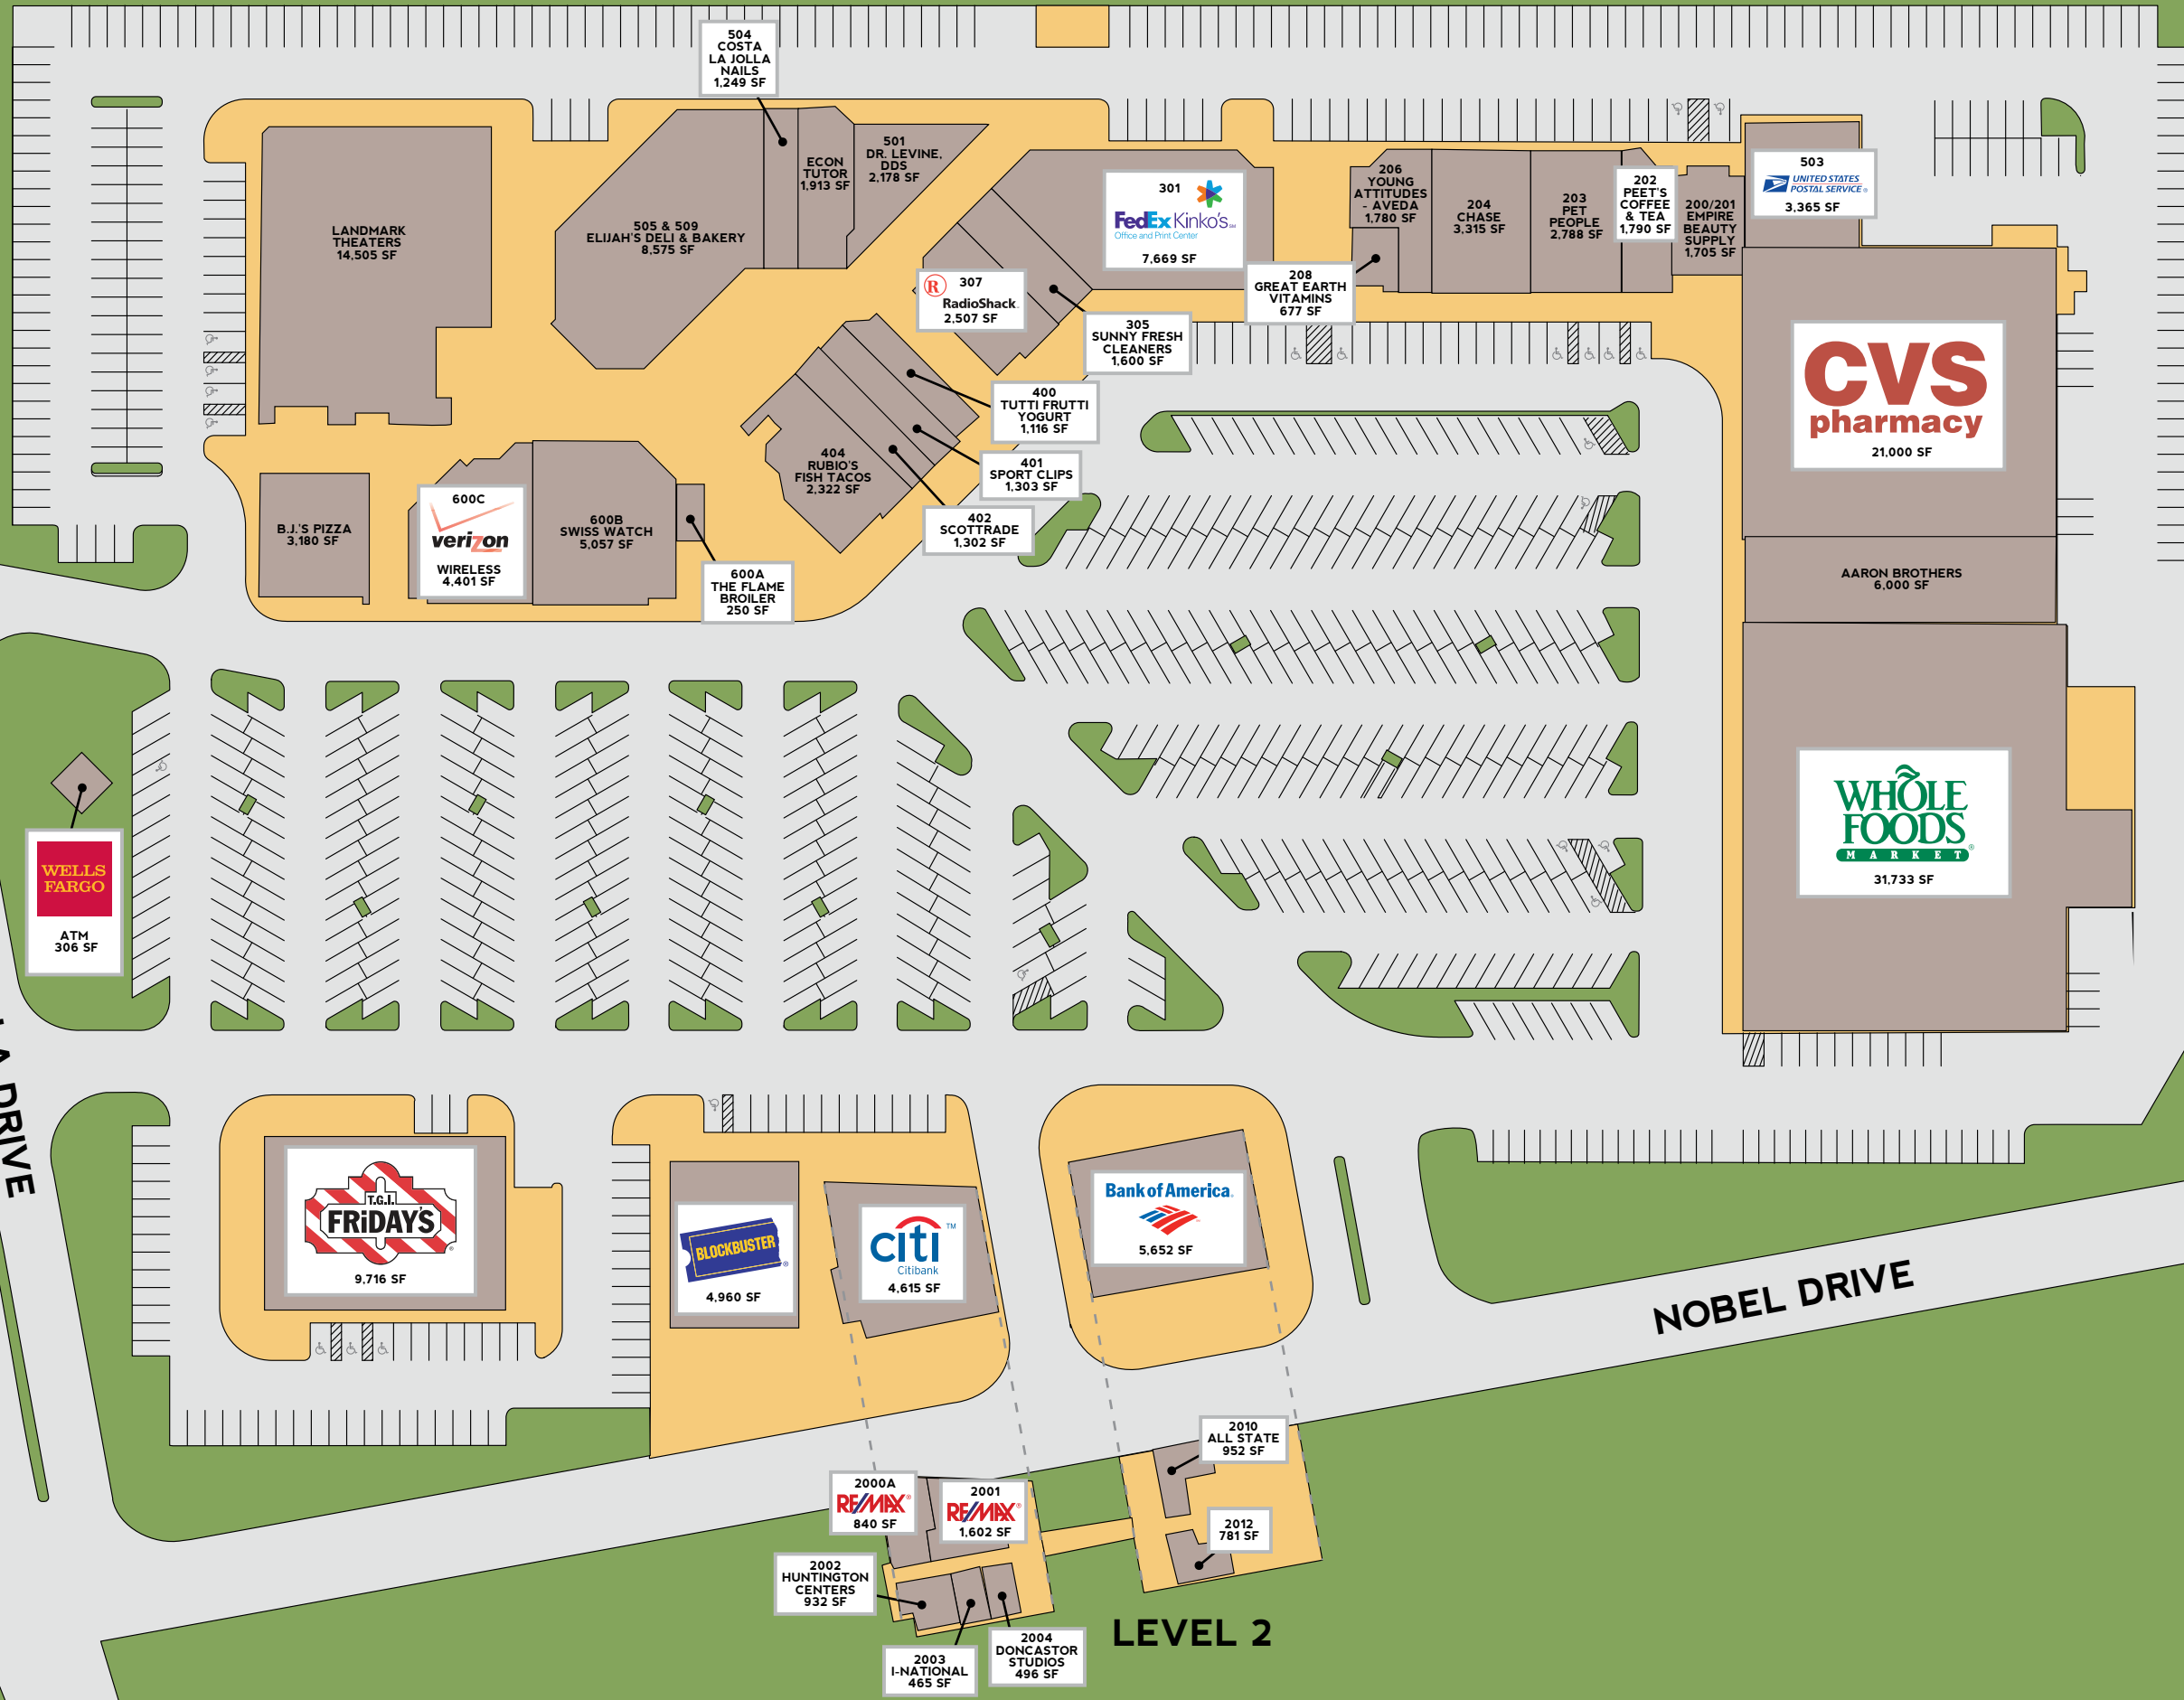 504
COSTA
LA JOLLA
NAILS
1,249 SF
LANDMARK
THEATERS
14,505 SF
505 & 509
ELIJAH'S DELI & BAKERY
8,575 SF
ECON
TUTOR
1,913 SF
501
DR. LEVINE,
DDS
2,178 SF
301
FedEx Kinko's SM
Office and Print Center
7,669 SF
206
YOUNG
ATTITUDES
- AVEDA
1,780 SF
204
CHASE
3,315 SF
203
PET
PEOPLE
2,788 SF
202
PEET'S
COFFEE
& TEA
1,790 SF
200/201
EMPIRE
BEAUTY
SUPPLY
1,705 SF
503
UNITED STATES
POSTAL SERVICE®
3,365 SF
R
307
RadioShack.
2,507 SF
208
GREAT EARTH
VITAMINS
677 SF
305
SUNNY FRESH
CLEANERS
1,600 SF
400
TUTTI FRUTTI
YOGURT
1,116 SF
401
SPORT CLIPS
1,303 SF
402
SCOTTRADE
1,302 SF
404
RUBIO'S
FISH TACOS
2,322 SF
CVS
pharmacy
21,000 SF
B.J.'S PIZZA
3,180 SF
600C
verizon
WIRELESS
4,401 SF
600B
SWISS WATCH
5,057 SF
600A
THE FLAME
BROILER
250 SF
AARON BROTHERS
6,000 SF
WHOLE
FOODS
MARKET®
31,733 SF
WELLS
FARGO
ATM
306 SF
A DRIVE
T.G.I.
FRiDAY'S®
9,716 SF
BLOCKBUSTER®
4,960 SF
citi™
Citibank
4,615 SF
Bank of America.
5,652 SF
NOBEL DRIVE
2010
ALL STATE
952 SF
2000A
RE/MAX®
840 SF
2001
RE/MAX®
1,602 SF
2012
781 SF
2002
HUNTINGTON
CENTERS
932 SF
2003
I-NATIONAL
465 SF
2004
DONCASTOR
STUDIOS
496 SF
LEVEL 2